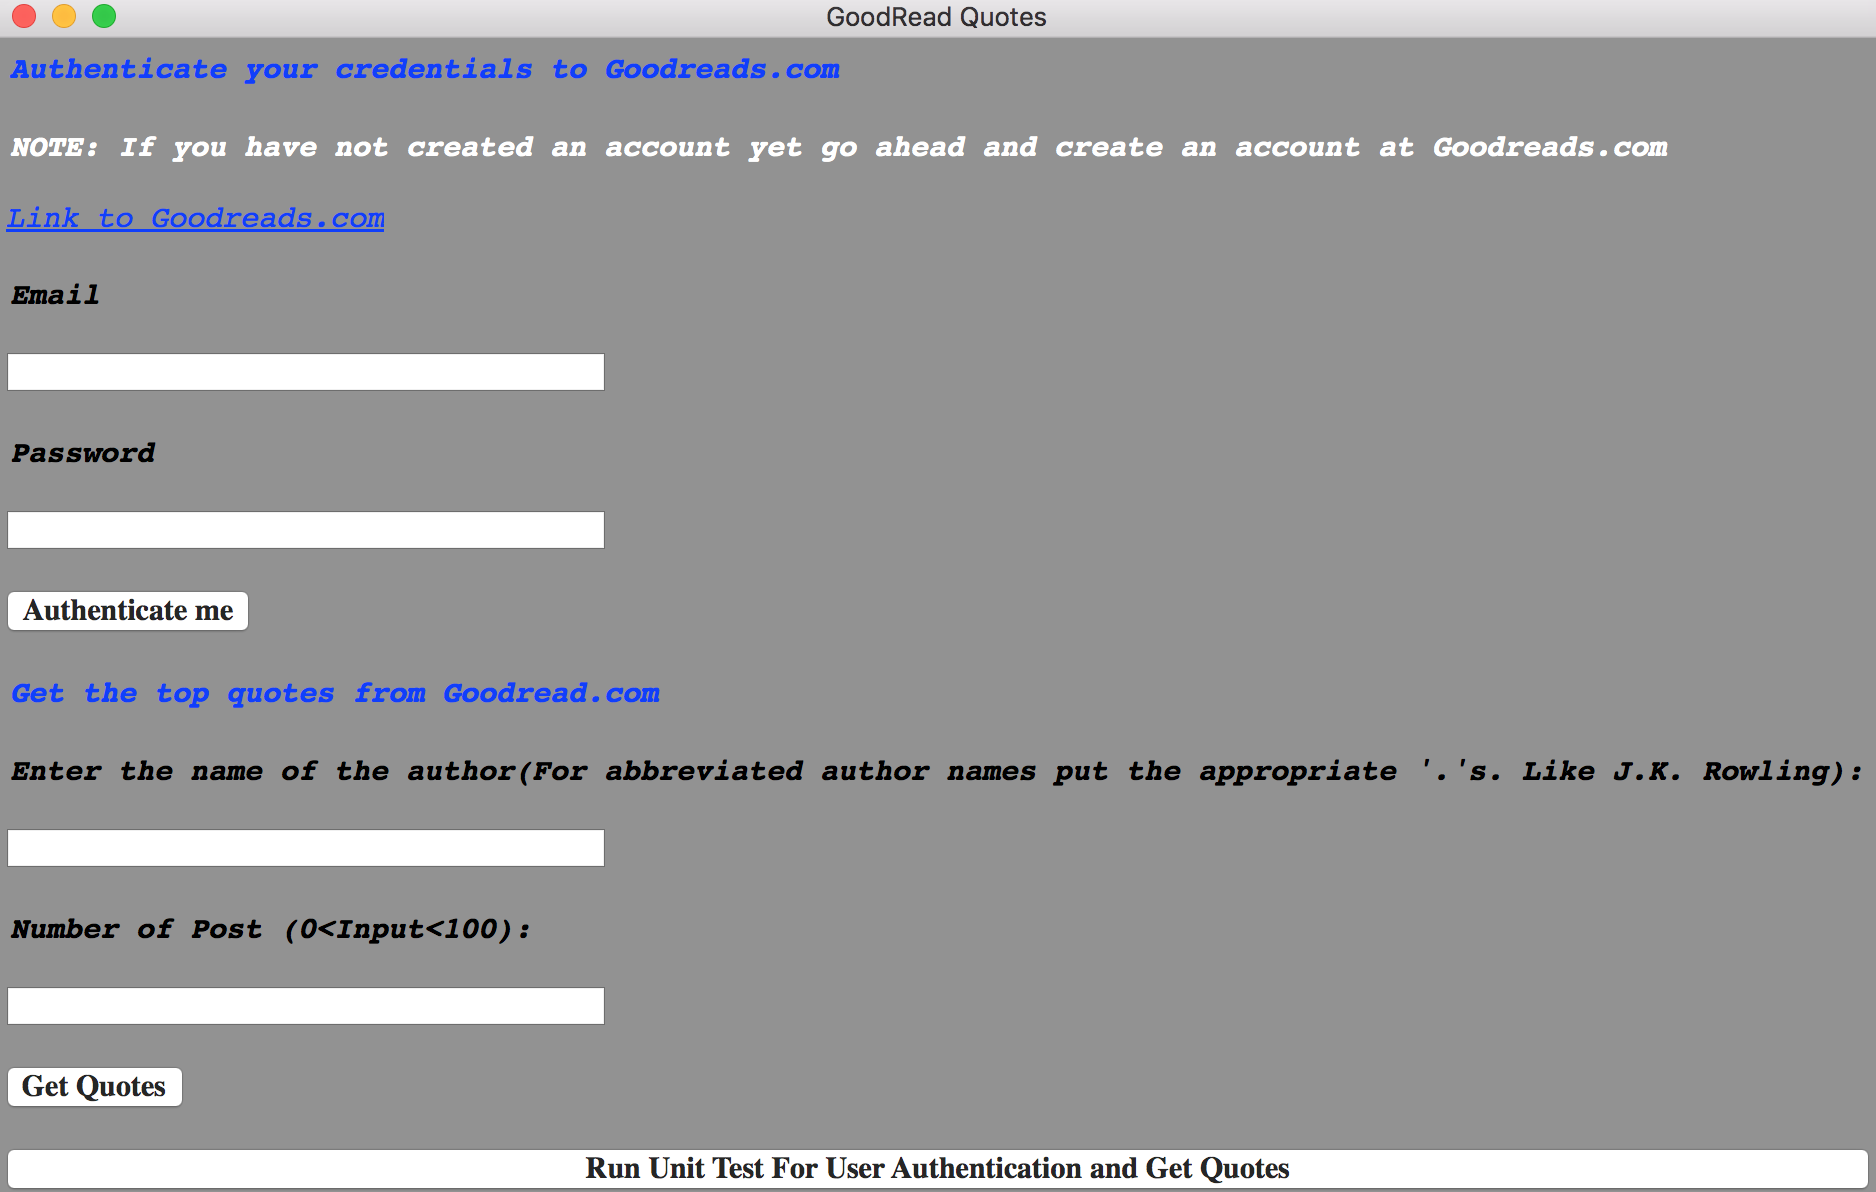 GoodRead Quotes
Authenticate your credentials to Goodreads.com
NOTE: If you have not created an account yet go ahead and create an account at Goodreads.com
Link to Goodreads.com
Email
Password
Authenticate me
Get the top quotes from Goodread.com
Enter the name of the author(For abbreviated author names put the appropriate '.'s. Like J.K. Rowling):
Number of Post (0<Input<100):
Get Quotes
Run Unit Test For User Authentication and Get Quotes